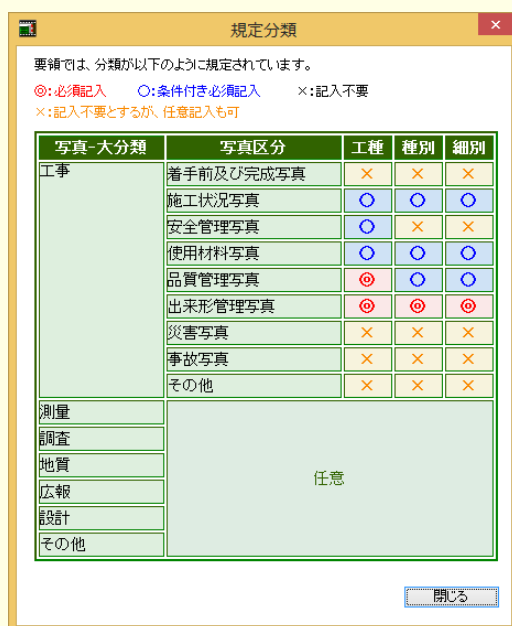 規定分類
要領では、分類が以下のように規定されています。
◎:必須記入 ○:条件付き必須記入 ×:記入不要
×:記入不要とするが、任意記入も可
写真-大分類 写真区分 工種 種別 細別
工事 着手前及び完成写真 × × ×
施工状況写真 ○ ○ ○
安全管理写真 ○ × ×
使用材料写真 ○ ○ ○
品質管理写真 ◎ ○ ○
出来形管理写真 ◎ ◎ ◎
災害写真 × × ×
事故写真 × × ×
その他 × × ×
測量
調査
地質
任意
広報
設計
その他
閉じる